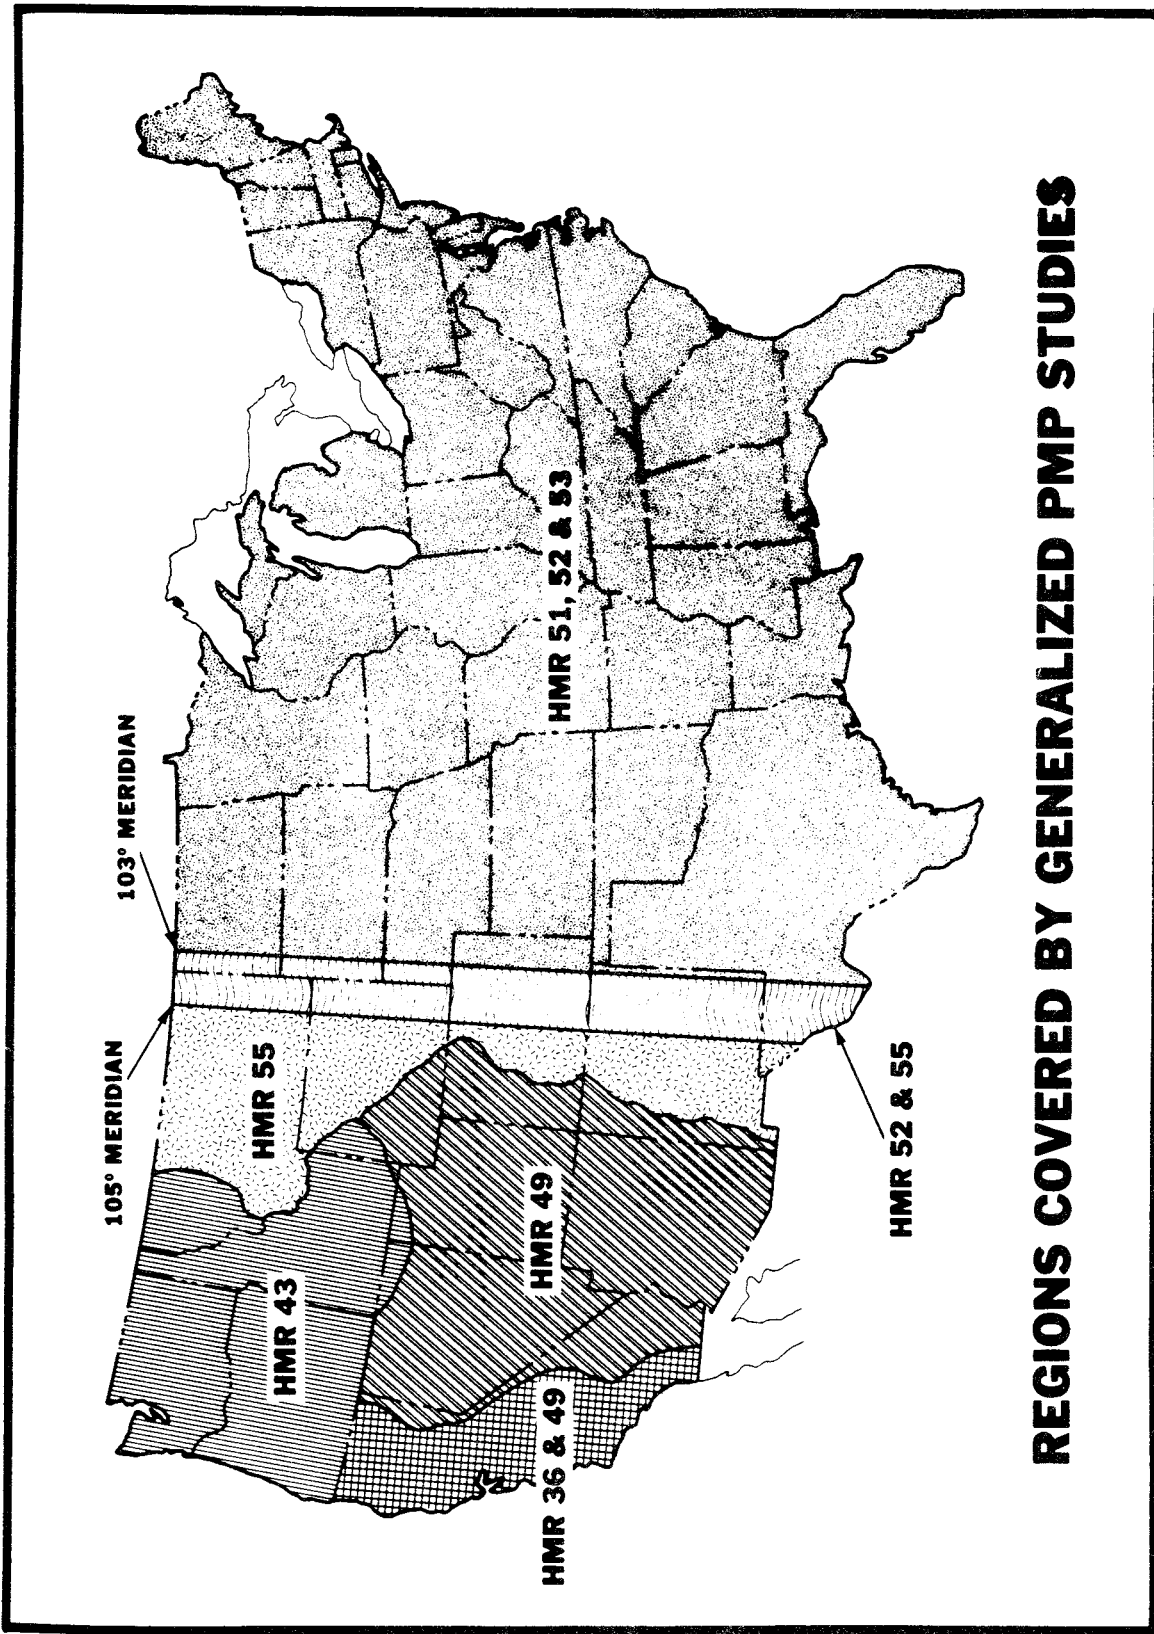 105° MERIDIAN
103° MERIDIAN
HMR 55
HMR 43
HMR 51, 52 & 53
HMR 49
HMR 36 & 49
HMR 52 & 55
REGIONS COVERED BY GENERALIZED PMP STUDIES